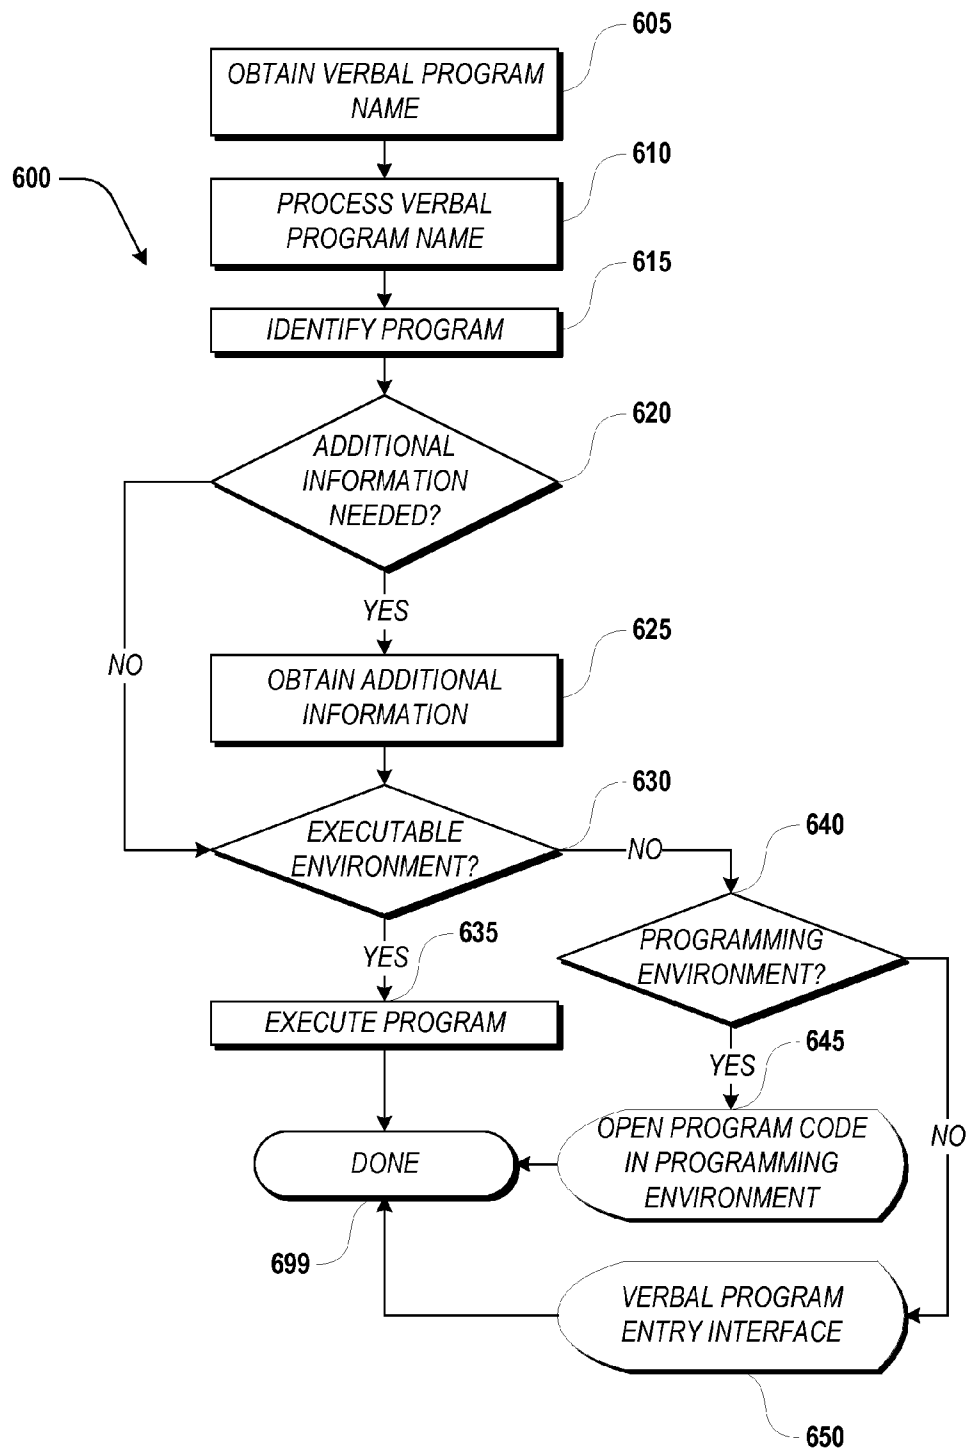 605
OBTAIN VERBAL PROGRAM
NAME
610
600
PROCESS VERBAL
PROGRAM NAME
615
IDENTIFY PROGRAM
620
ADDITIONAL
INFORMATION
NEEDED?
YES
NO
625
OBTAIN ADDITIONAL
INFORMATION
630
EXECUTABLE
ENVIRONMENT?
NO
640
YES
635
PROGRAMMING
ENVIRONMENT?
EXECUTE PROGRAM
YES
645
NO
OPEN PROGRAM CODE
IN PROGRAMMING
ENVIRONMENT
DONE
699
VERBAL PROGRAM
ENTRY INTERFACE
650